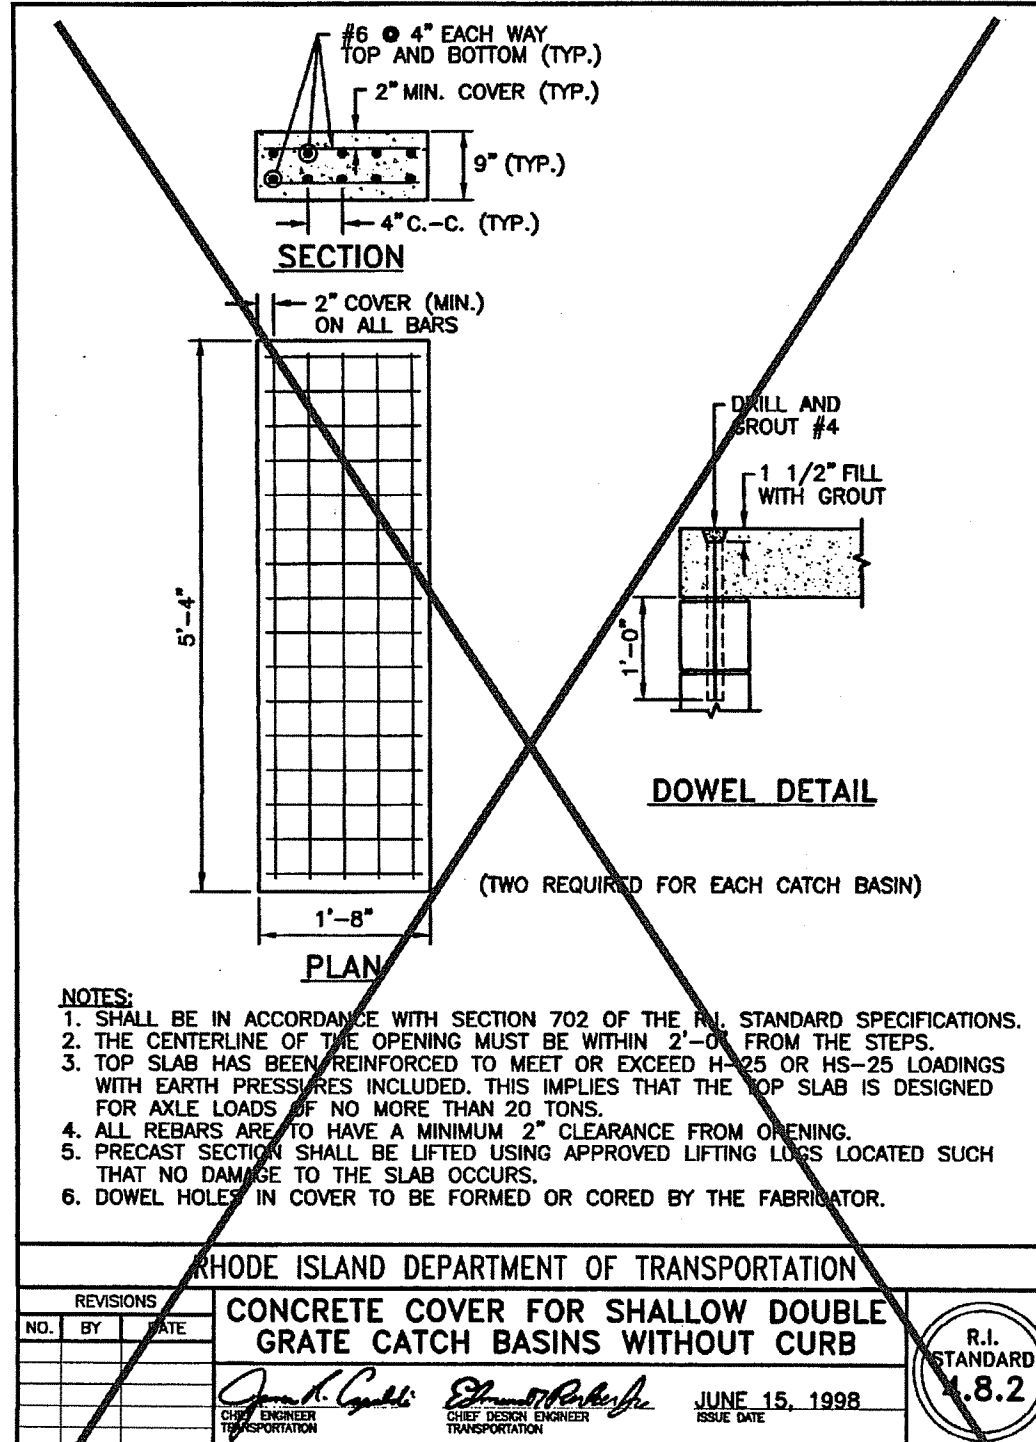 #6 @ 4" EACH WAY
TOP AND BOTTOM (TYP.)
2" MIN. COVER (TYP.)
9" (TYP.)
4" C.-C. (TYP.)
SECTION
2" COVER (MIN.)
ON ALL BARS
5'-4"
1'-8"
PLAN
DRILL AND
GROUT #4
1 1/2" FILL
WITH GROUT
1'-0"
DOWEL DETAIL
(TWO REQUIRED FOR EACH CATCH BASIN)
NOTES:
1. SHALL BE IN ACCORDANCE WITH SECTION 702 OF THE R.I. STANDARD SPECIFICATIONS.
2. THE CENTERLINE OF THE OPENING MUST BE WITHIN 2'-0" FROM THE STEPS.
3. TOP SLAB HAS BEEN REINFORCED TO MEET OR EXCEED H-25 OR HS-25 LOADINGS
WITH EARTH PRESSURES INCLUDED. THIS IMPLIES THAT THE TOP SLAB IS DESIGNED
FOR AXLE LOADS OF NO MORE THAN 20 TONS.
4. ALL REBARS ARE TO HAVE A MINIMUM 2" CLEARANCE FROM OPENING.
5. PRECAST SECTION SHALL BE LIFTED USING APPROVED LIFTING LUGS LOCATED SUCH
THAT NO DAMAGE TO THE SLAB OCCURS.
6. DOWEL HOLES IN COVER TO BE FORMED OR CORED BY THE FABRICATOR.
RHODE ISLAND DEPARTMENT OF TRANSPORTATION
REVISIONS
NO. BY DATE
CONCRETE COVER FOR SHALLOW DOUBLE
GRATE CATCH BASINS WITHOUT CURB
CHIEF ENGINEER
TRANSPORTATION
CHIEF DESIGN ENGINEER
TRANSPORTATION
JUNE 15, 1998
ISSUE DATE
R.I.
STANDARD
4.8.2